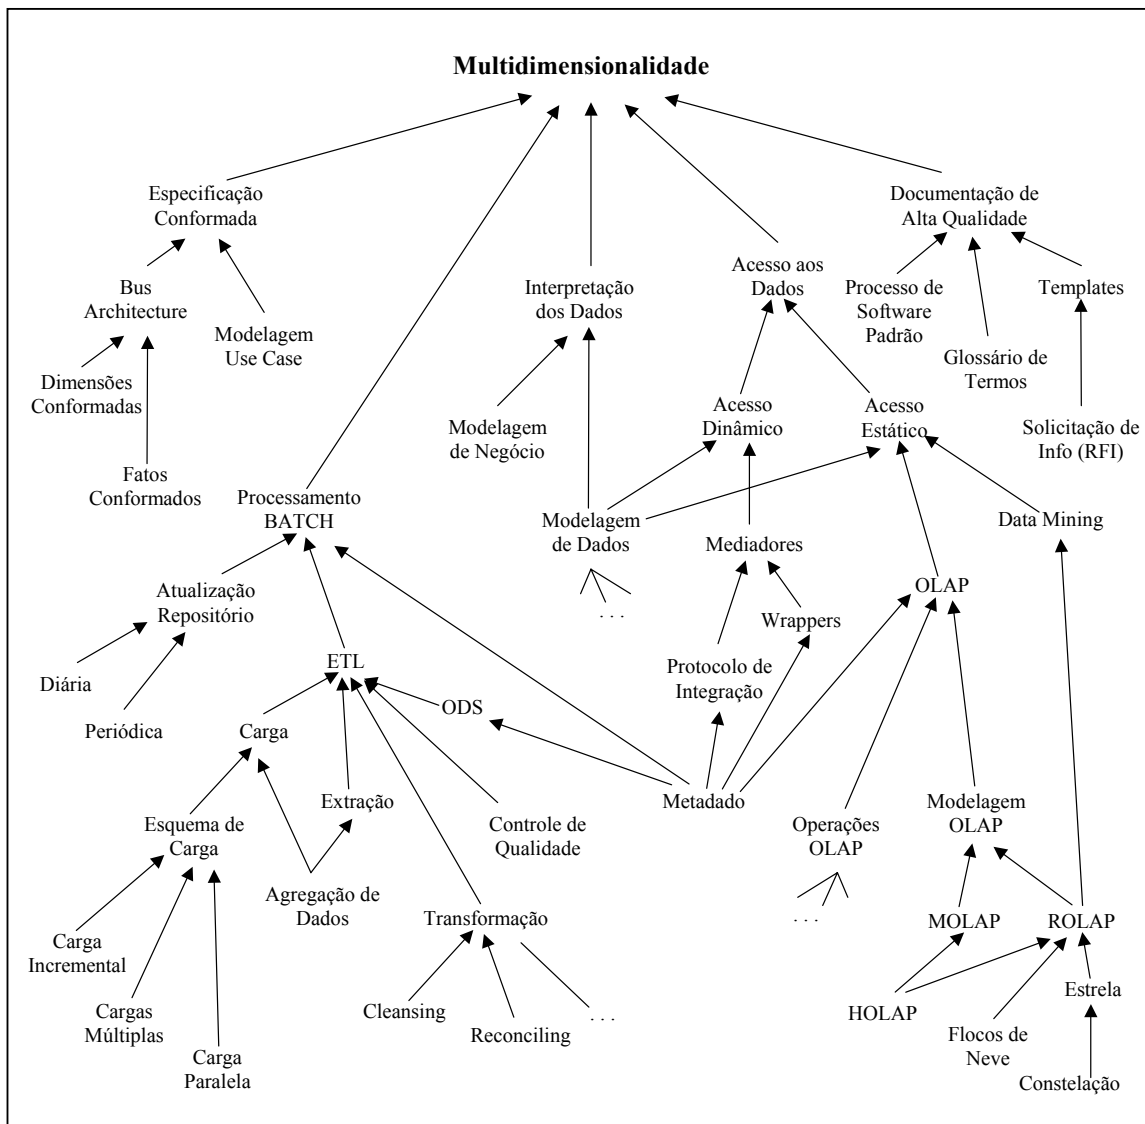 Multidimensionalidade
Especificação
Conformada
Documentação de
Alta Qualidade
Bus
Architecture
Modelagem
Use Case
Interpretação
dos Dados
Acesso aos
Dados
Processo de
Software
Padrão
Templates
Glossário de
Termos
Dimensões
Conformadas
Fatos
Conformados
Modelagem
de Negócio
Acesso
Dinâmico
Acesso
Estático
Solicitação de
Info (RFI)
Processamento
BATCH
Modelagem
de Dados
. . .
Mediadores
Data Mining
Atualização
Repositório
OLAP
Wrappers
Diária
Periódica
ETL
ODS
Protocolo de
Integração
Carga
Extração
Metadado
Esquema de
Carga
Controle de
Qualidade
Operações
OLAP
. . .
Modelagem
OLAP
Agregação de
Dados
Transformação
MOLAP
ROLAP
Carga
Incremental
Cargas
Múltiplas
Carga
Paralela
Cleansing
Reconciling
. . .
HOLAP
Estrela
Flocos de
Neve
Constelação